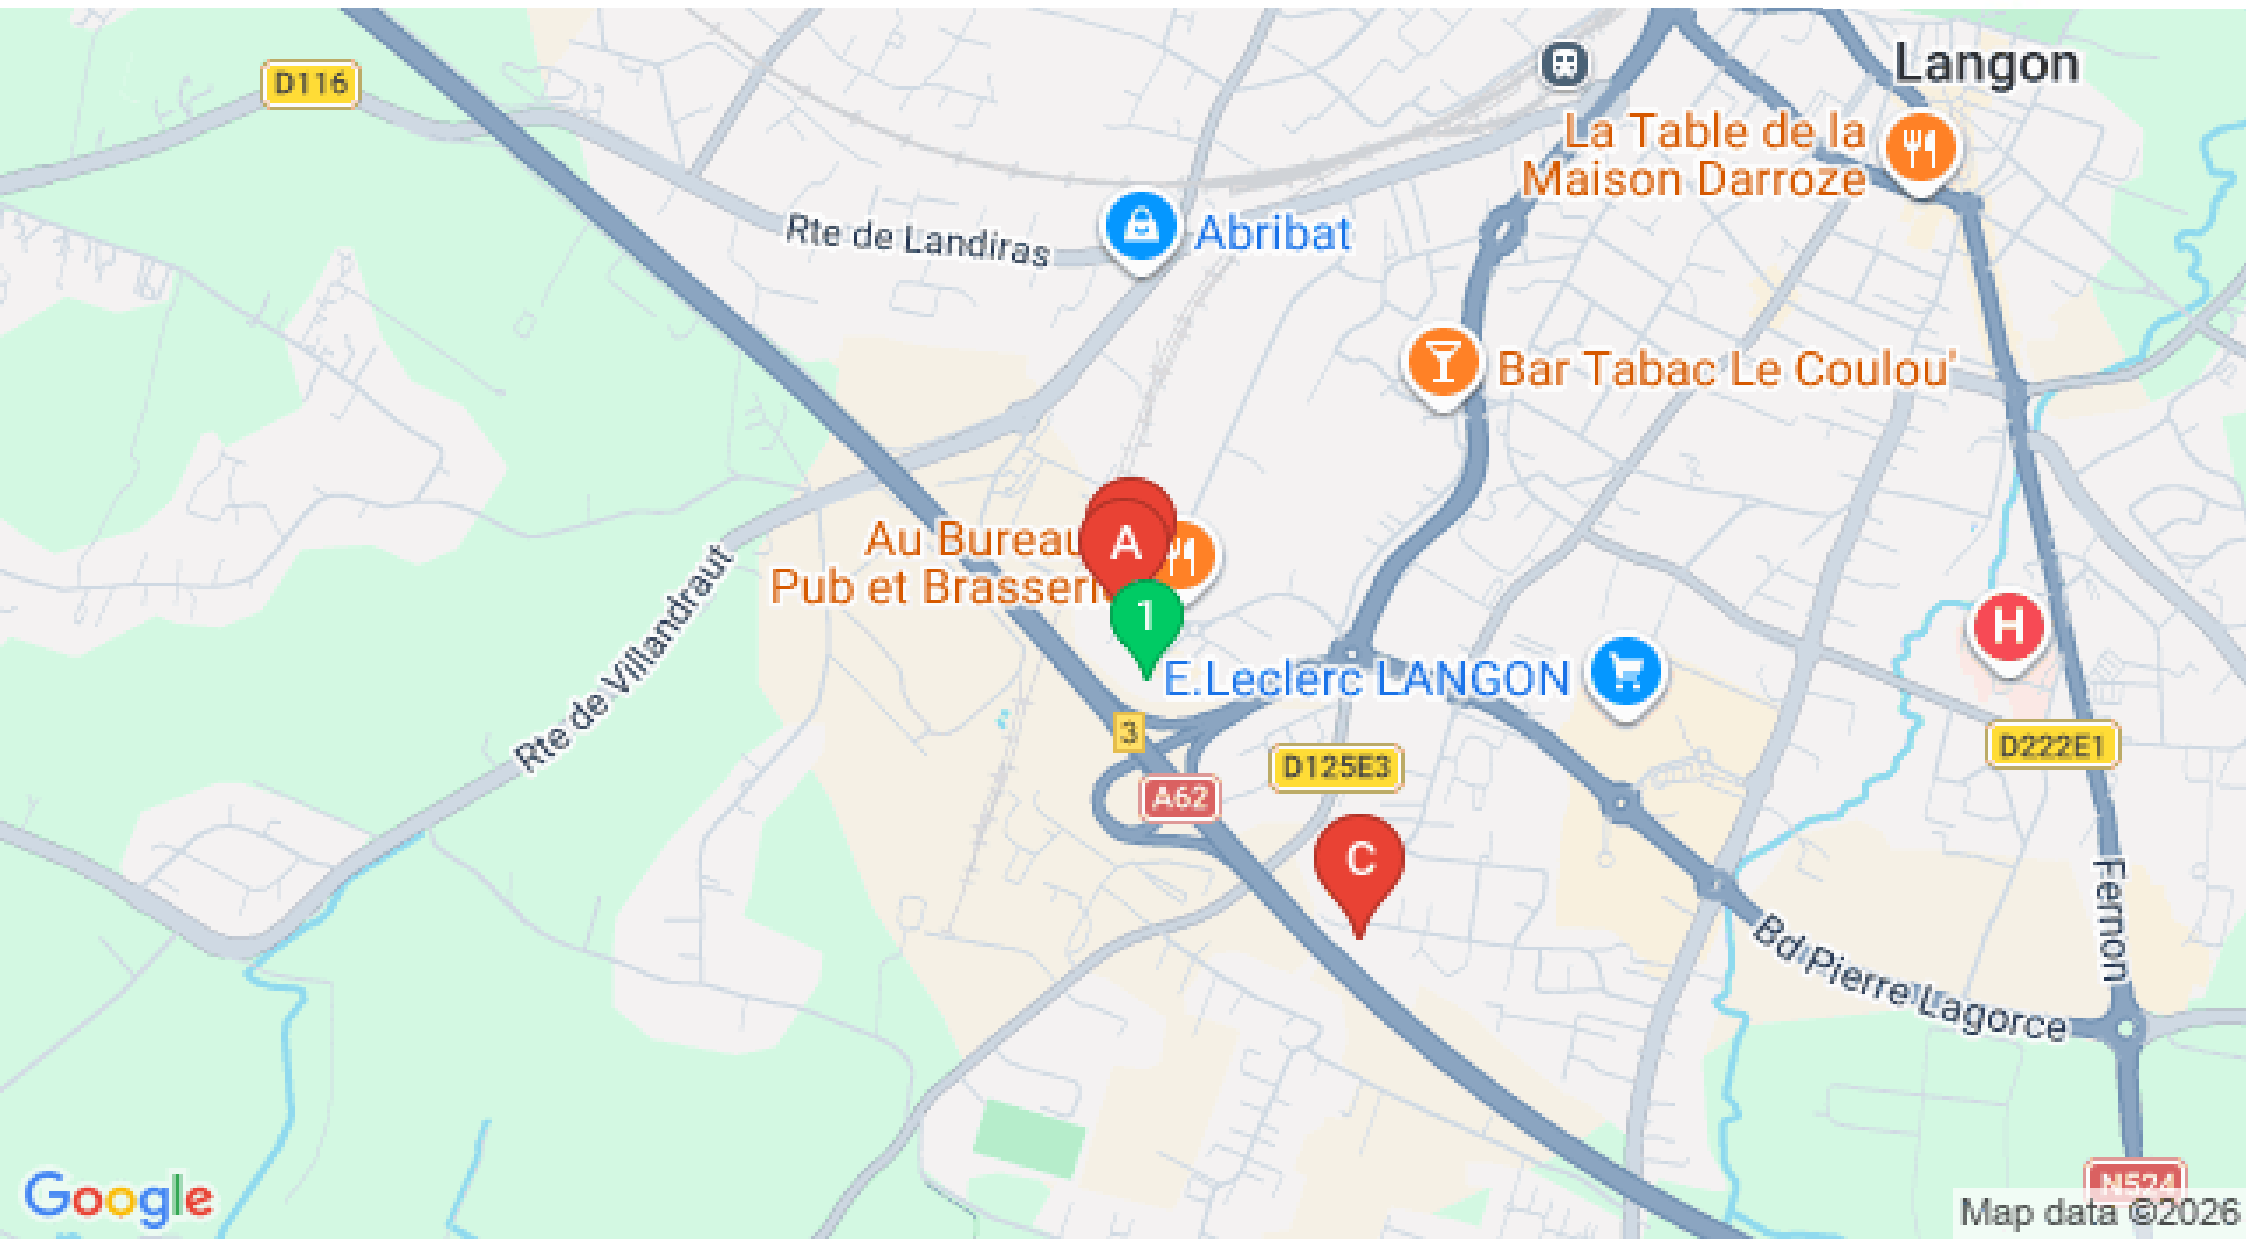 D116
Langon
La Table de la
Maison Darroze
Rte de Landiras
Abribat
Bar Tabac Le Coulou'
Au Bureau
Pub et Brasseri
A
1
H
E.Leclerc LANGON
Rte de Villandraut
3
D222E1
D125E3
A62
C
Fernon
Bd Pierre Lagorce
N524
Google
Map data ©2026